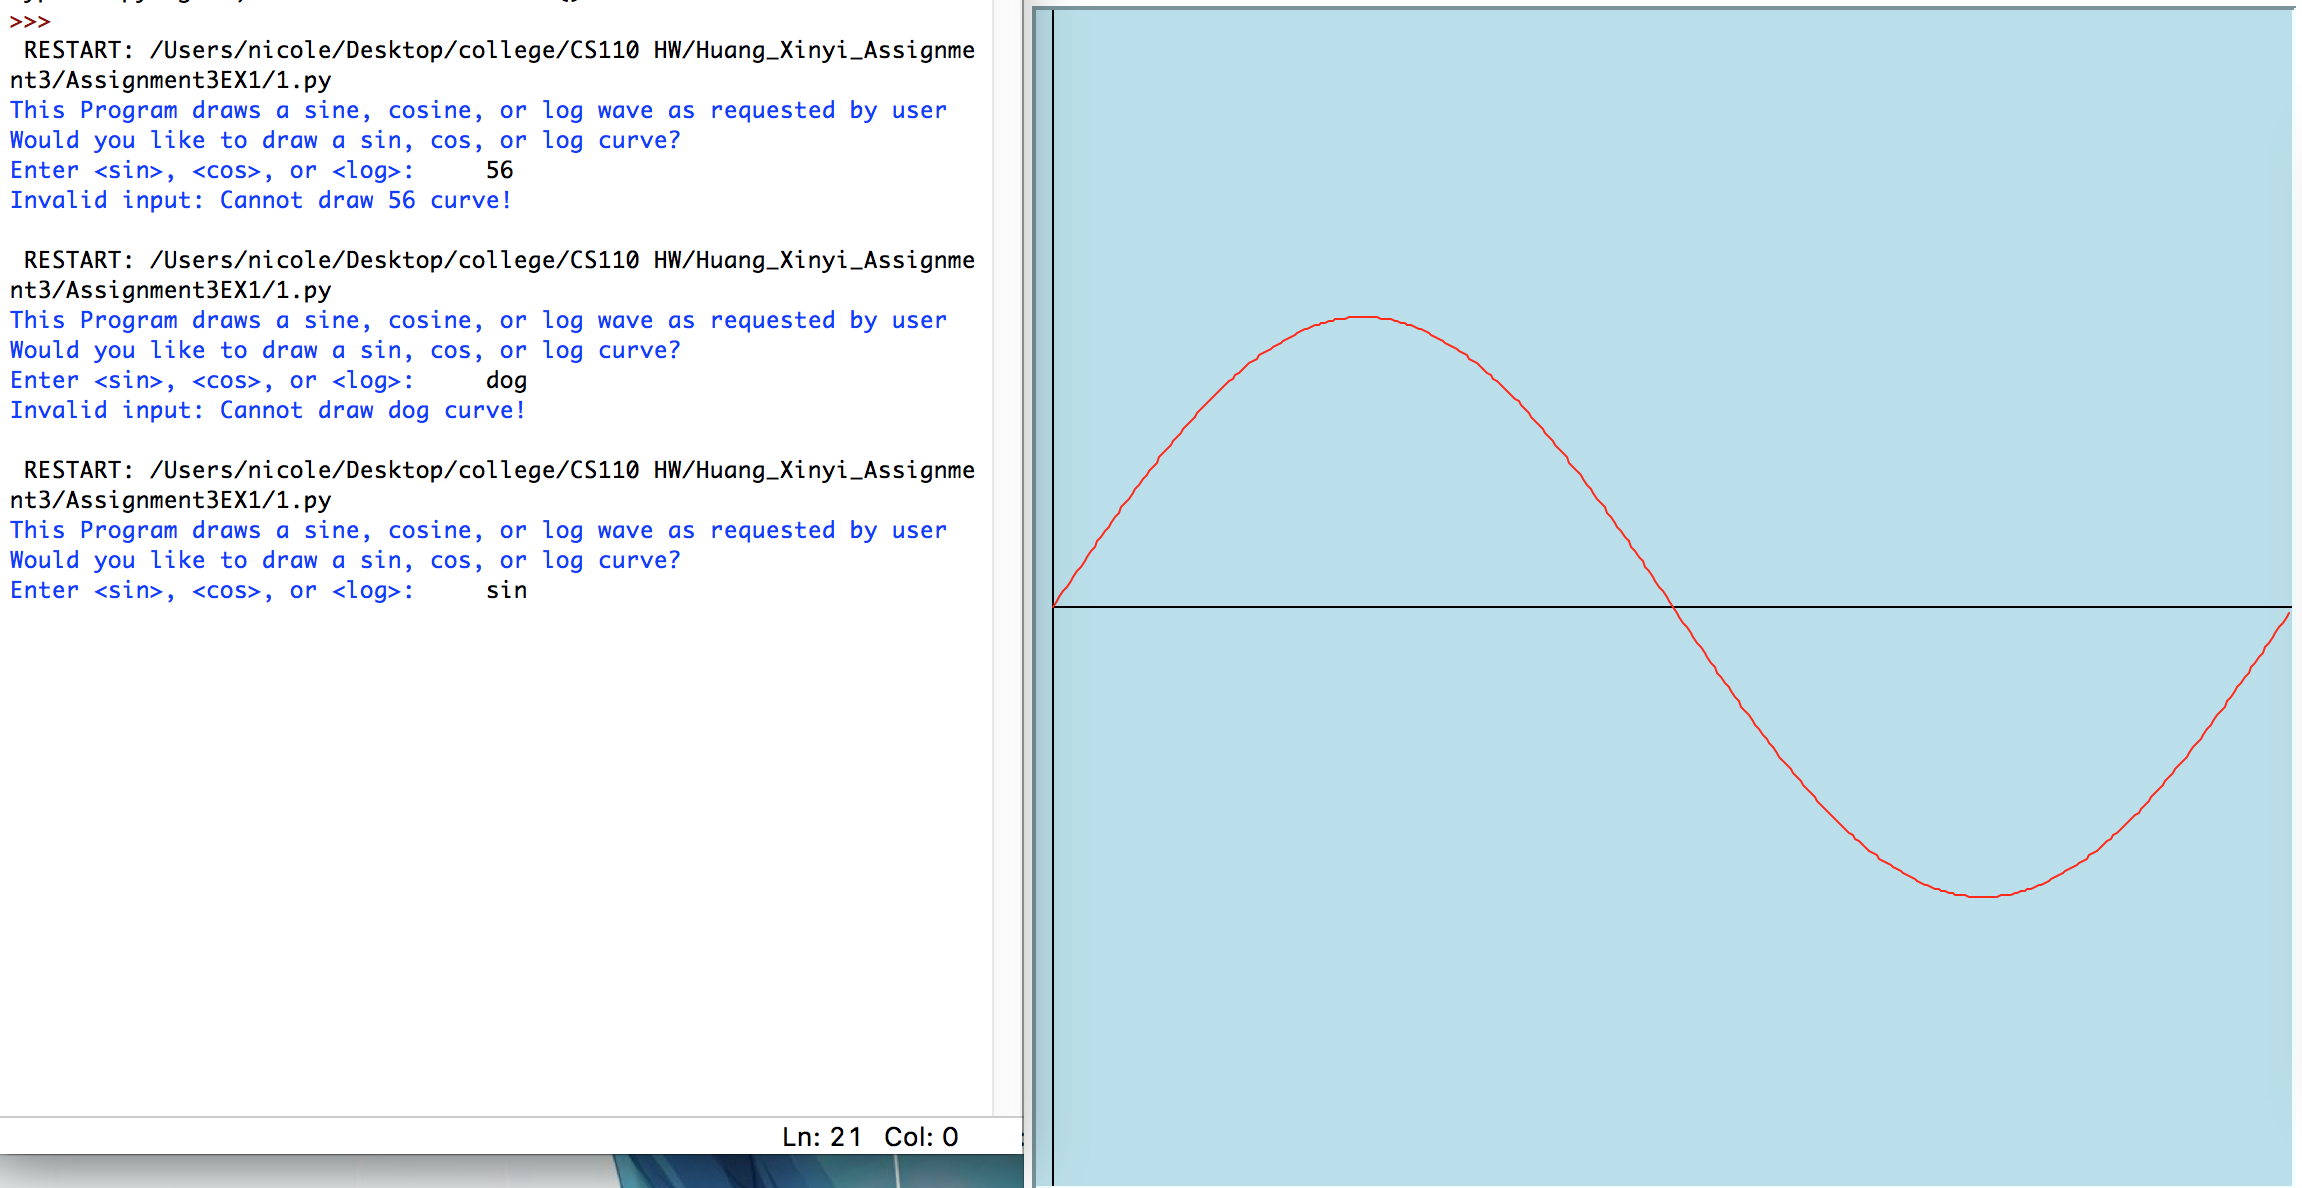 >>>
 RESTART: /Users/nicole/Desktop/college/CS110 HW/Huang_Xinyi_Assignme
nt3/Assignment3EX1/1.py
This Program draws a sine, cosine, or log wave as requested by user
Would you like to draw a sin, cos, or log curve?
Enter <sin>, <cos>, or <log>:     56
Invalid input: Cannot draw 56 curve!
 RESTART: /Users/nicole/Desktop/college/CS110 HW/Huang_Xinyi_Assignme
nt3/Assignment3EX1/1.py
This Program draws a sine, cosine, or log wave as requested by user
Would you like to draw a sin, cos, or log curve?
Enter <sin>, <cos>, or <log>:     dog
Invalid input: Cannot draw dog curve!
 RESTART: /Users/nicole/Desktop/college/CS110 HW/Huang_Xinyi_Assignme
nt3/Assignment3EX1/1.py
This Program draws a sine, cosine, or log wave as requested by user
Would you like to draw a sin, cos, or log curve?
Enter <sin>, <cos>, or <log>:     sin
Ln: 21 Col: 0